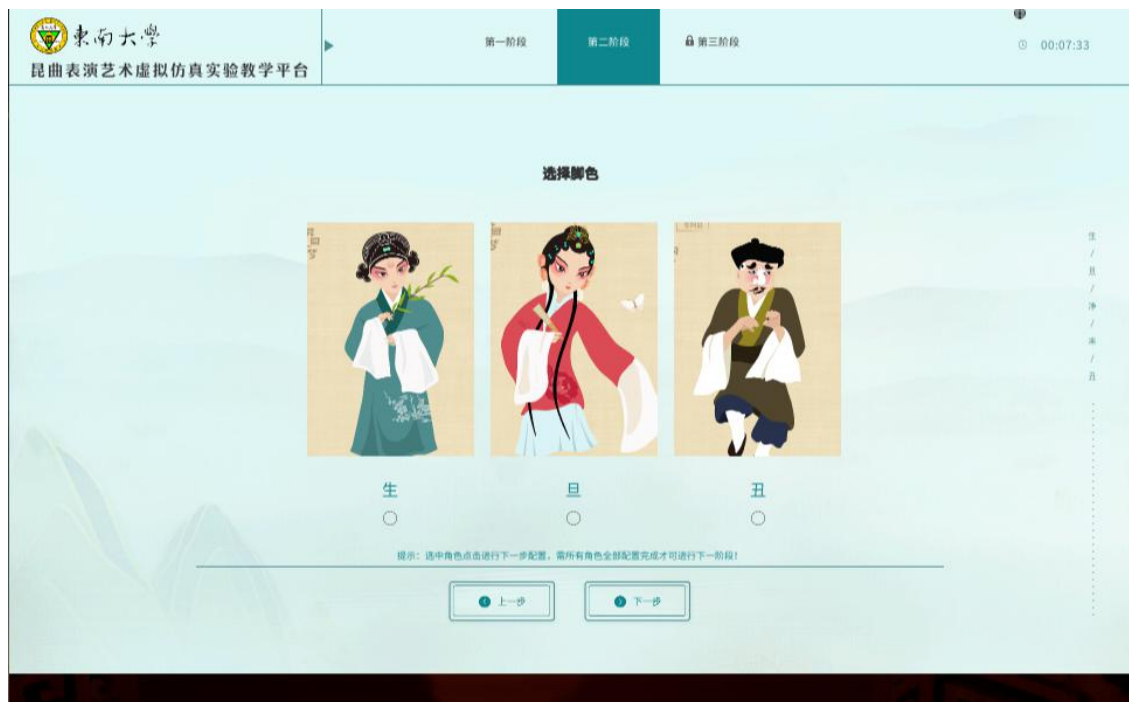 東南大學
昆曲表演艺术虚拟仿真实验教学平台
第一阶段
第二阶段
第三阶段
00:07:33
选择脚色
生
旦
丑
生 / 旦 / 净 / 末 / 丑
提示：选中角色点击进行下一步配置，需所有角色全部配置完成才可进行下一阶段！
上一步
下一步